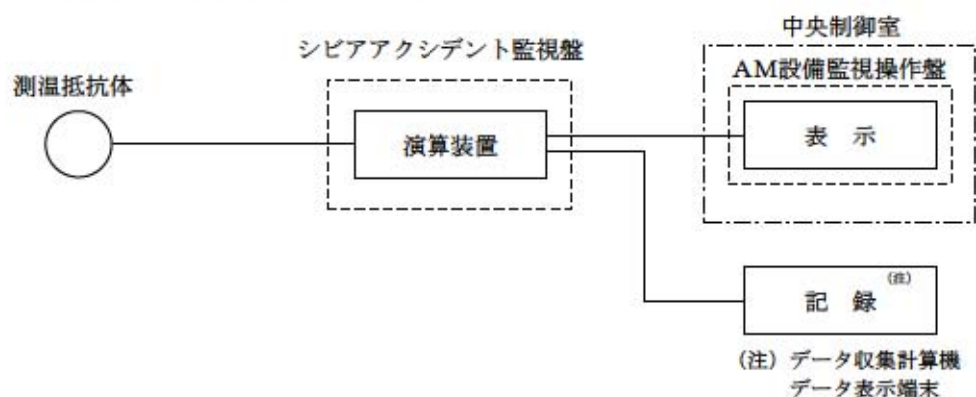 中央制御室
シビアアクシデント監視盤
AM設備監視操作盤
測温抵抗体
演算装置
表　示
記　録 (注)
(注) データ収集計算機
データ表示端末